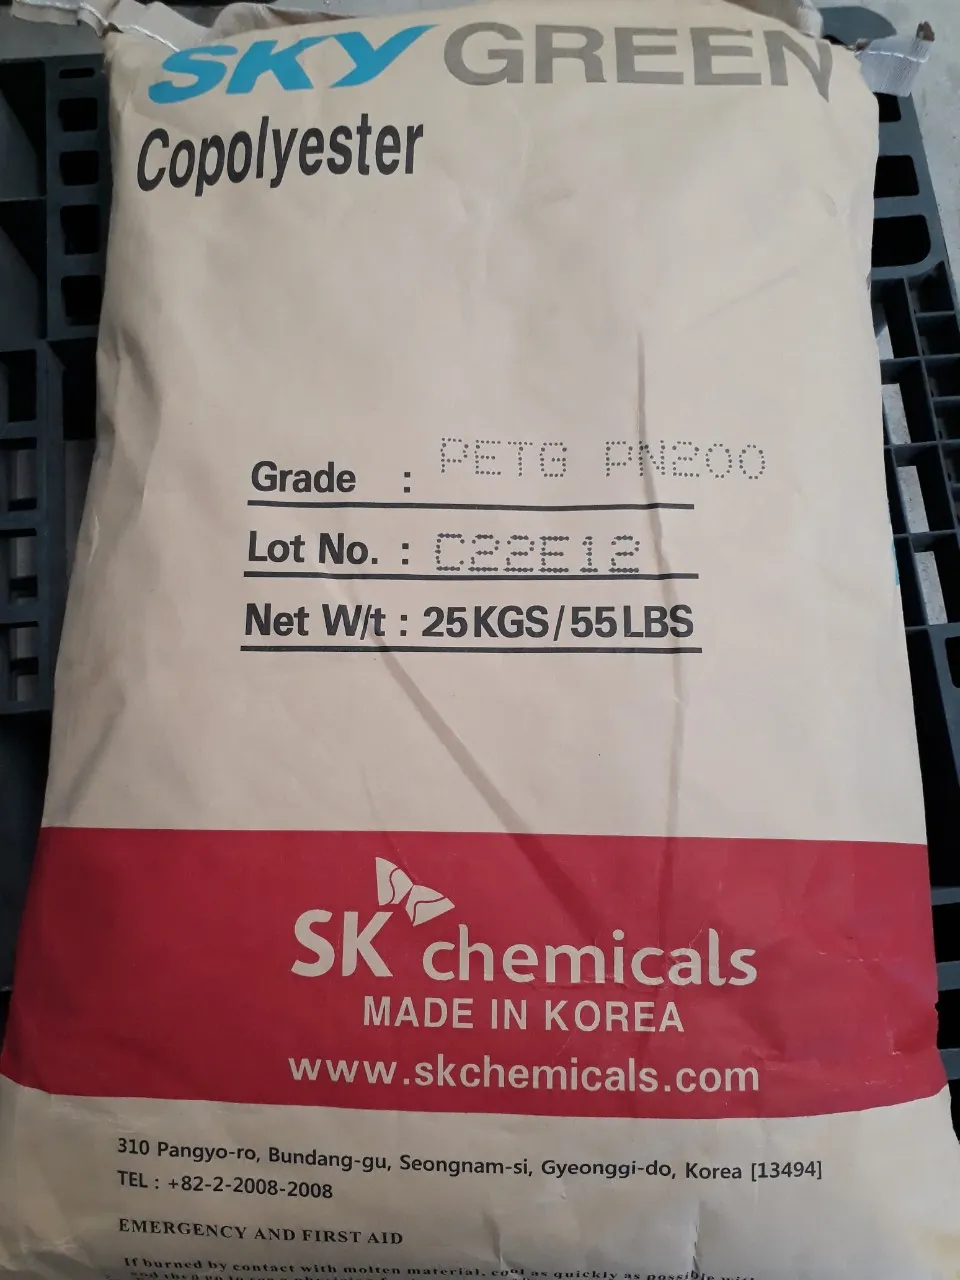 SKYGREEN
Copolyester
Grade : PETG PN200
Lot No. : C22E12
Net W/t : 25KGS/55LBS
SK chemicals
MADE IN KOREA
www.skchemicals.com
310 Pangyo-ro, Bundang-gu, Seongnam-si, Gyeonggi-do, Korea [13494]
TEL : +82-2-2008-2008
EMERGENCY AND FIRST AID
If burned by contact with molten material, cool as quickly as possible